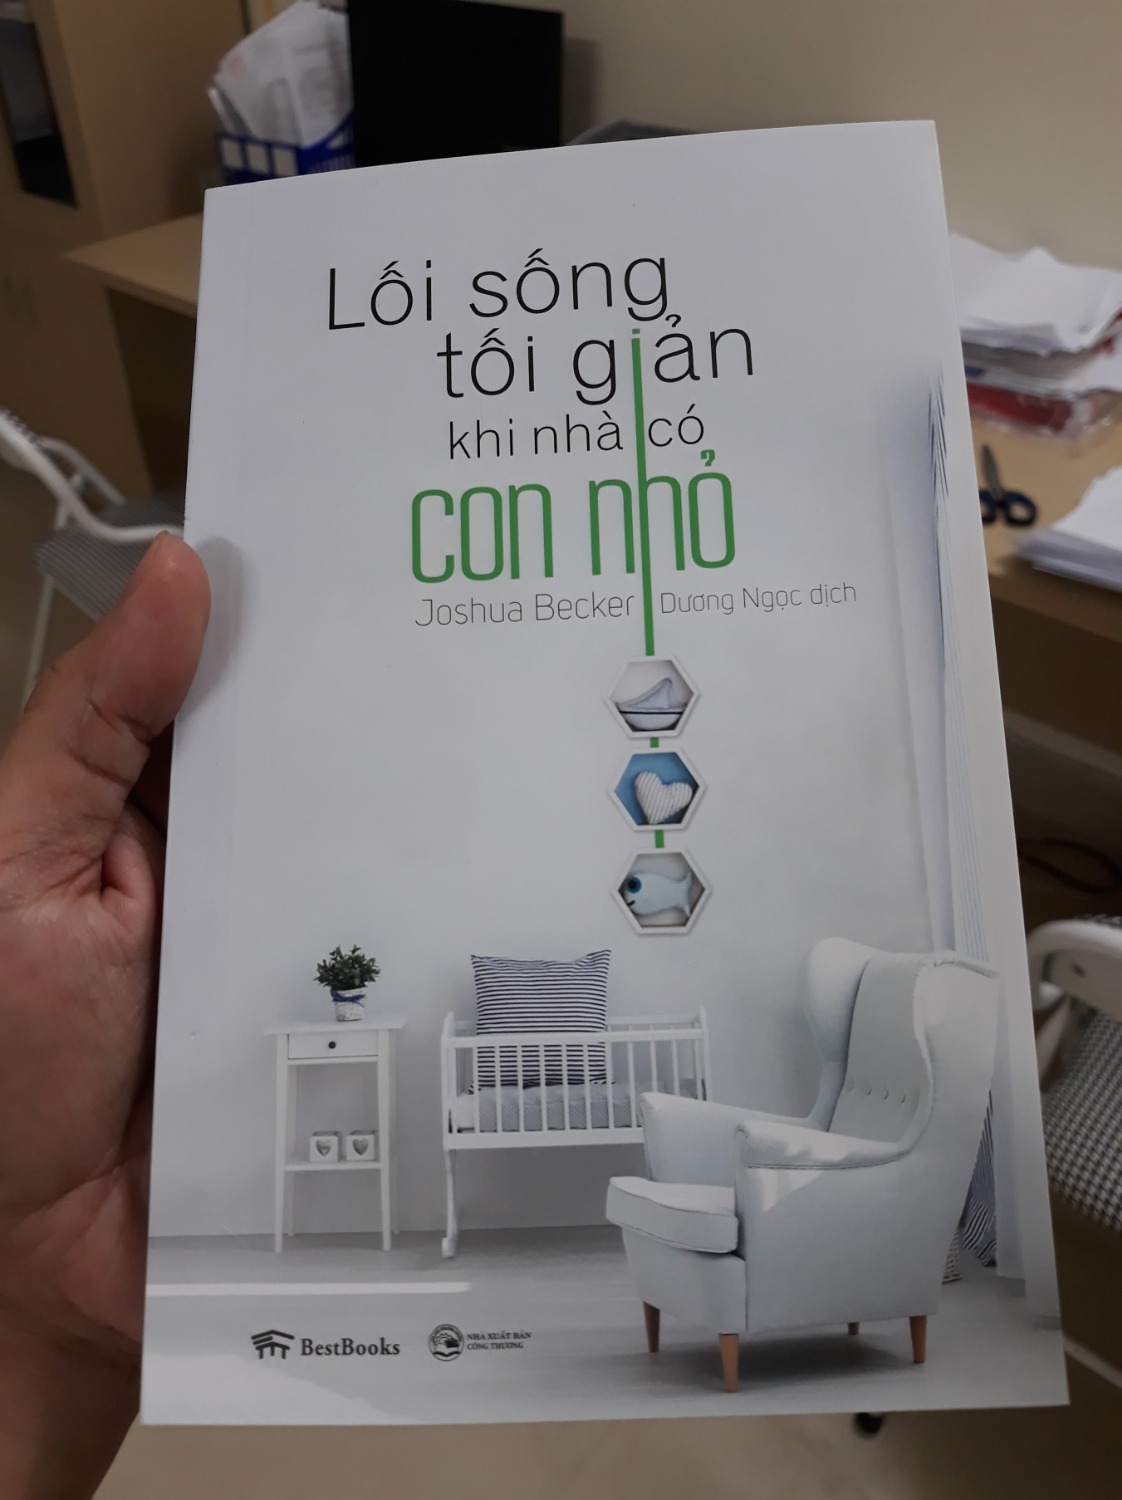 Lối sống
tối giản
khi nhà có
con nhỏ
Joshua Becker Dương Ngọc dịch
BestBooks
NHÀ XUẤT BẢN
CÔNG THƯƠNG